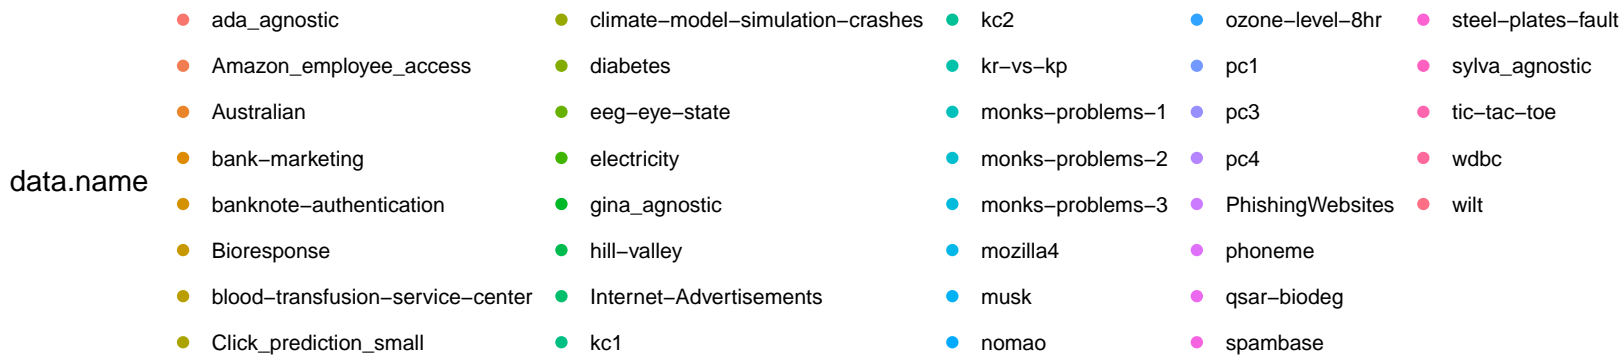 data.name
ada_agnostic
Amazon_employee_access
Australian
bank−marketing
banknote−authentication
Bioresponse
blood−transfusion−service−center
Click_prediction_small
climate−model−simulation−crashes
diabetes
eeg−eye−state
electricity
gina_agnostic
hill−valley
Internet−Advertisements
kc1
kc2
kr−vs−kp
monks−problems−1
monks−problems−2
monks−problems−3
mozilla4
musk
nomao
ozone−level−8hr
pc1
pc3
pc4
PhishingWebsites
phoneme
qsar−biodeg
spambase
steel−plates−fault
sylva_agnostic
tic−tac−toe
wdbc
wilt